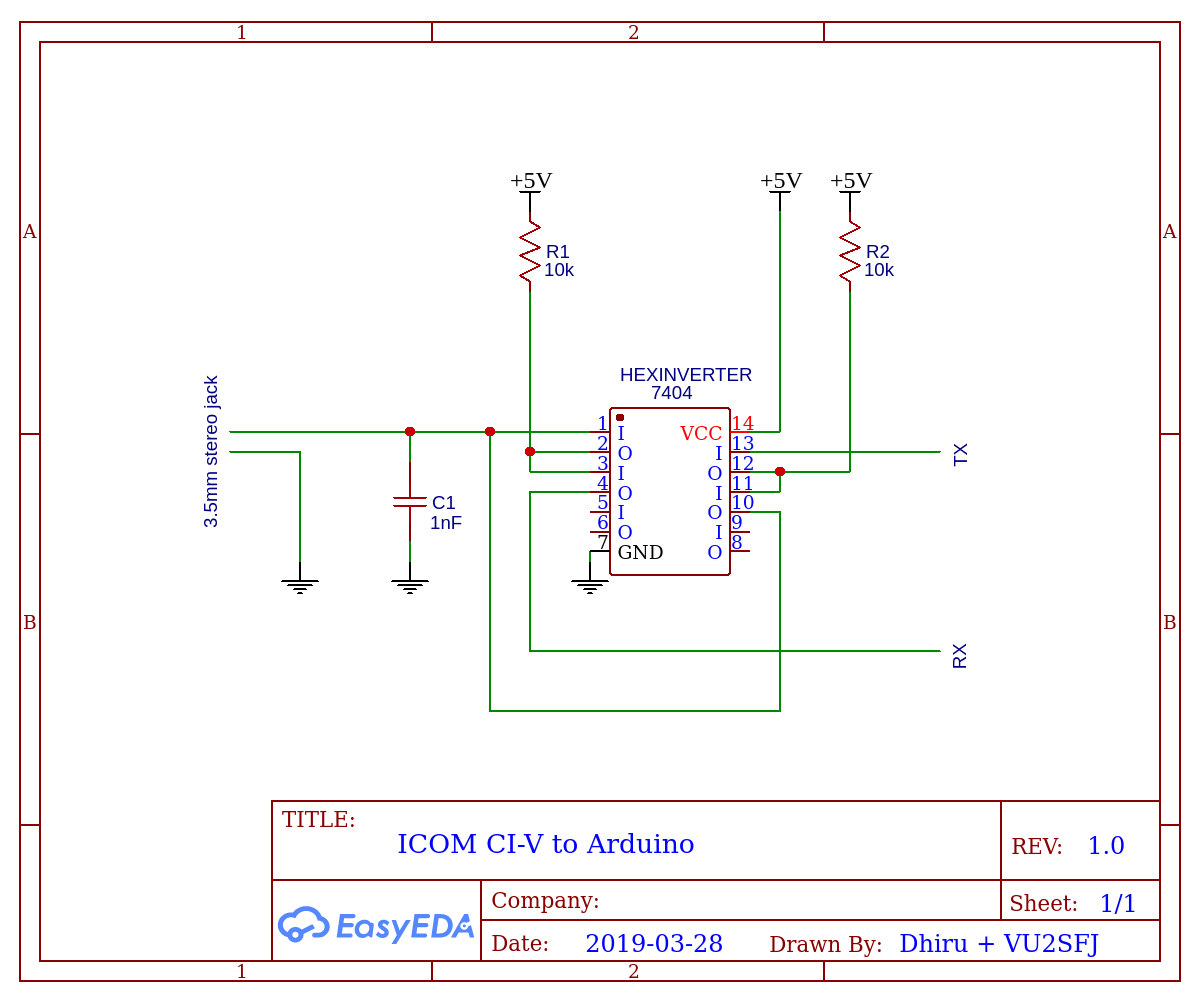 1 2
A A
+5V +5V +5V
R1 R2
10k 10k
HEXINVERTER
7404
3.5mm stereo jack
1 I VCC 14
2 O I 13
3 I O 12
4 O I 11
5 I O 10
6 O I 9
7 GND O 8
TX
C1
1nF
B B
RX
TITLE:
ICOM CI-V to Arduino
REV: 1.0
EasyEDA
Company:
Sheet: 1/1
Date: 2019-03-28 Drawn By: Dhiru + VU2SFJ
1 2